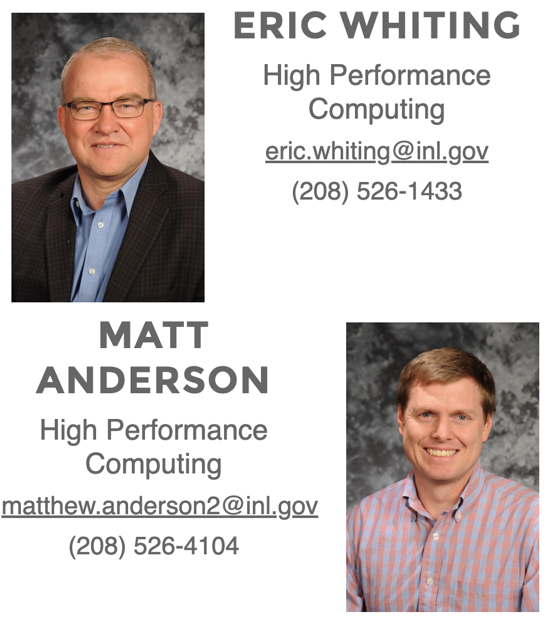 ERIC WHITING
High Performance
Computing
eric.whiting@inl.gov
(208) 526-1433
MATT
ANDERSON
High Performance
Computing
matthew.anderson2@inl.gov
(208) 526-4104